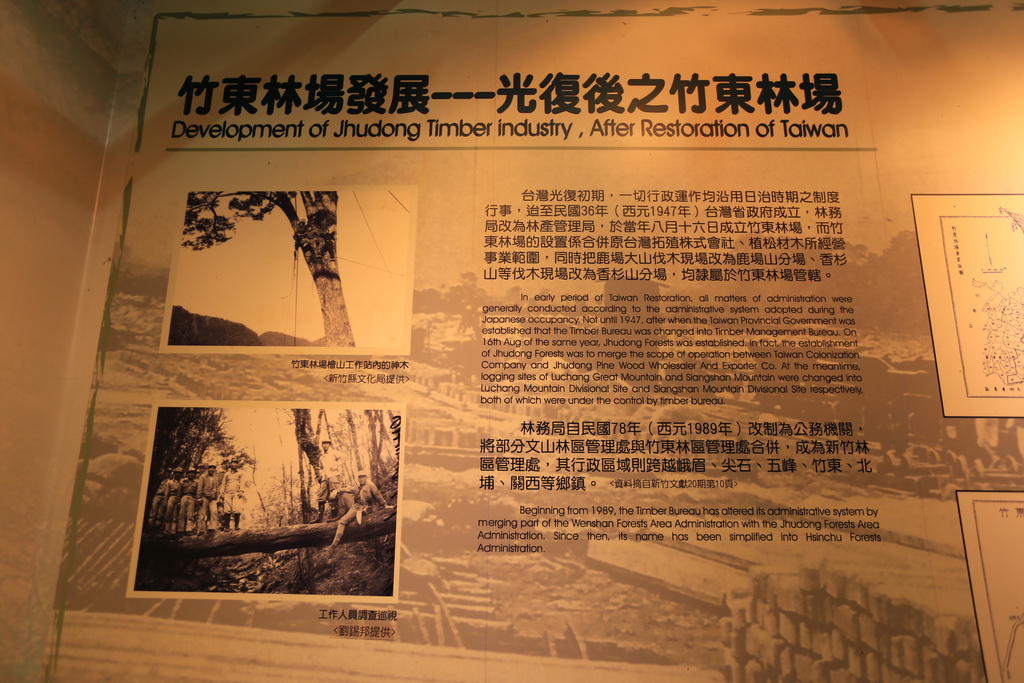 竹東林場發展---光復後之竹東林場
Development of Jhudong Timber industry , After Restoration of Taiwan
台灣光復初期，一切行政運作均沿用日治時期之制度
行事，迨至民國36年（西元1947年）台灣省政府成立，林務
局改為林產管理局，於當年八月十六日成立竹東林場，而竹
東林場的設置係合併原台灣拓殖株式會社、植松材木所經營
事業範圍，同時把鹿場大山伐木現場改為鹿場山分場、香杉
山等伐木現場改為香杉山分場，均隸屬於竹東林場管轄。
In early period of Taiwan Restoration, all matters of administration were
generally conducted according to the administrative system adopted during the
Japanese occupancy. Not until 1947, after when the Taiwan Provincial Government was
established that the Timber Bureau was changed into Timber Management Bureau. On
16th Aug of the same year, Jhudong Forests was established. In fact, the establishment
of Jhudong Forests was to merge the scope of operation between Taiwan Colonization
Company and Jhudong Pine Wood Wholesaler And Exporter Co. At the meantime,
logging sites of Luchang Great Mountain and Siangshan Mountain were changed into
Luchang Mountain Divisional Site and Siangshan Mountain Divisional Site respectively,
both of which were under the control by timber bureau.
林務局自民國78年（西元1989年）改制為公務機關，
將部分文山林區管理處與竹東林區管理處合併，成為新竹林
區管理處，其行政區域則跨越峨眉、尖石、五峰、竹東、北
埔、關西等鄉鎮。<資料摘自新竹文獻20期第10頁>
Beginning from 1989, the Timber Bureau has altered its administrative system by
merging part of the Wenshan Forests Area Administration with the Jhudong Forests Area
Administration. Since then, its name has been simplified into Hsinchu Forests
Administration.
竹東林場檜山工作站內的神木
<新竹縣文化局提供>
工作人員調查巡視
<劉錫邦提供>